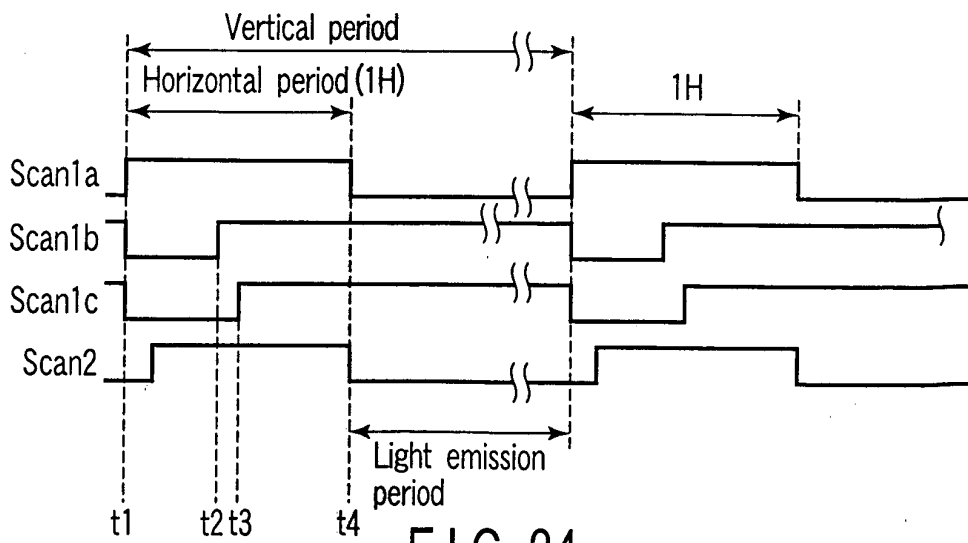 Vertical period
Horizontal period (1H)
1H
Scan1a
Scan1b
Scan1c
Scan2
Light emission
period
t1 t2 t3 t4